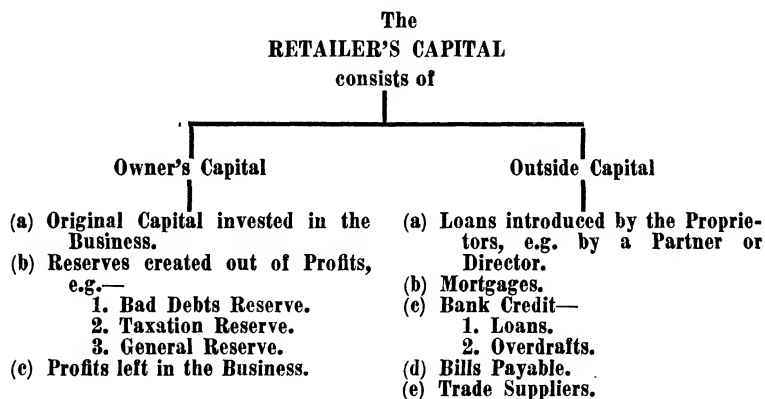 The
RETAILER'S CAPITAL
consists of
Owner's Capital
(a) Original Capital invested in the
Business.
(b) Reserves created out of Profits,
e.g.—
1. Bad Debts Reserve.
2. Taxation Reserve.
3. General Reserve.
(c) Profits left in the Business.
Outside Capital
(a) Loans introduced by the Proprie-
tors, e.g. by a Partner or
Director.
(b) Mortgages.
(c) Bank Credit—
1. Loans.
2. Overdrafts.
(d) Bills Payable.
(e) Trade Suppliers.